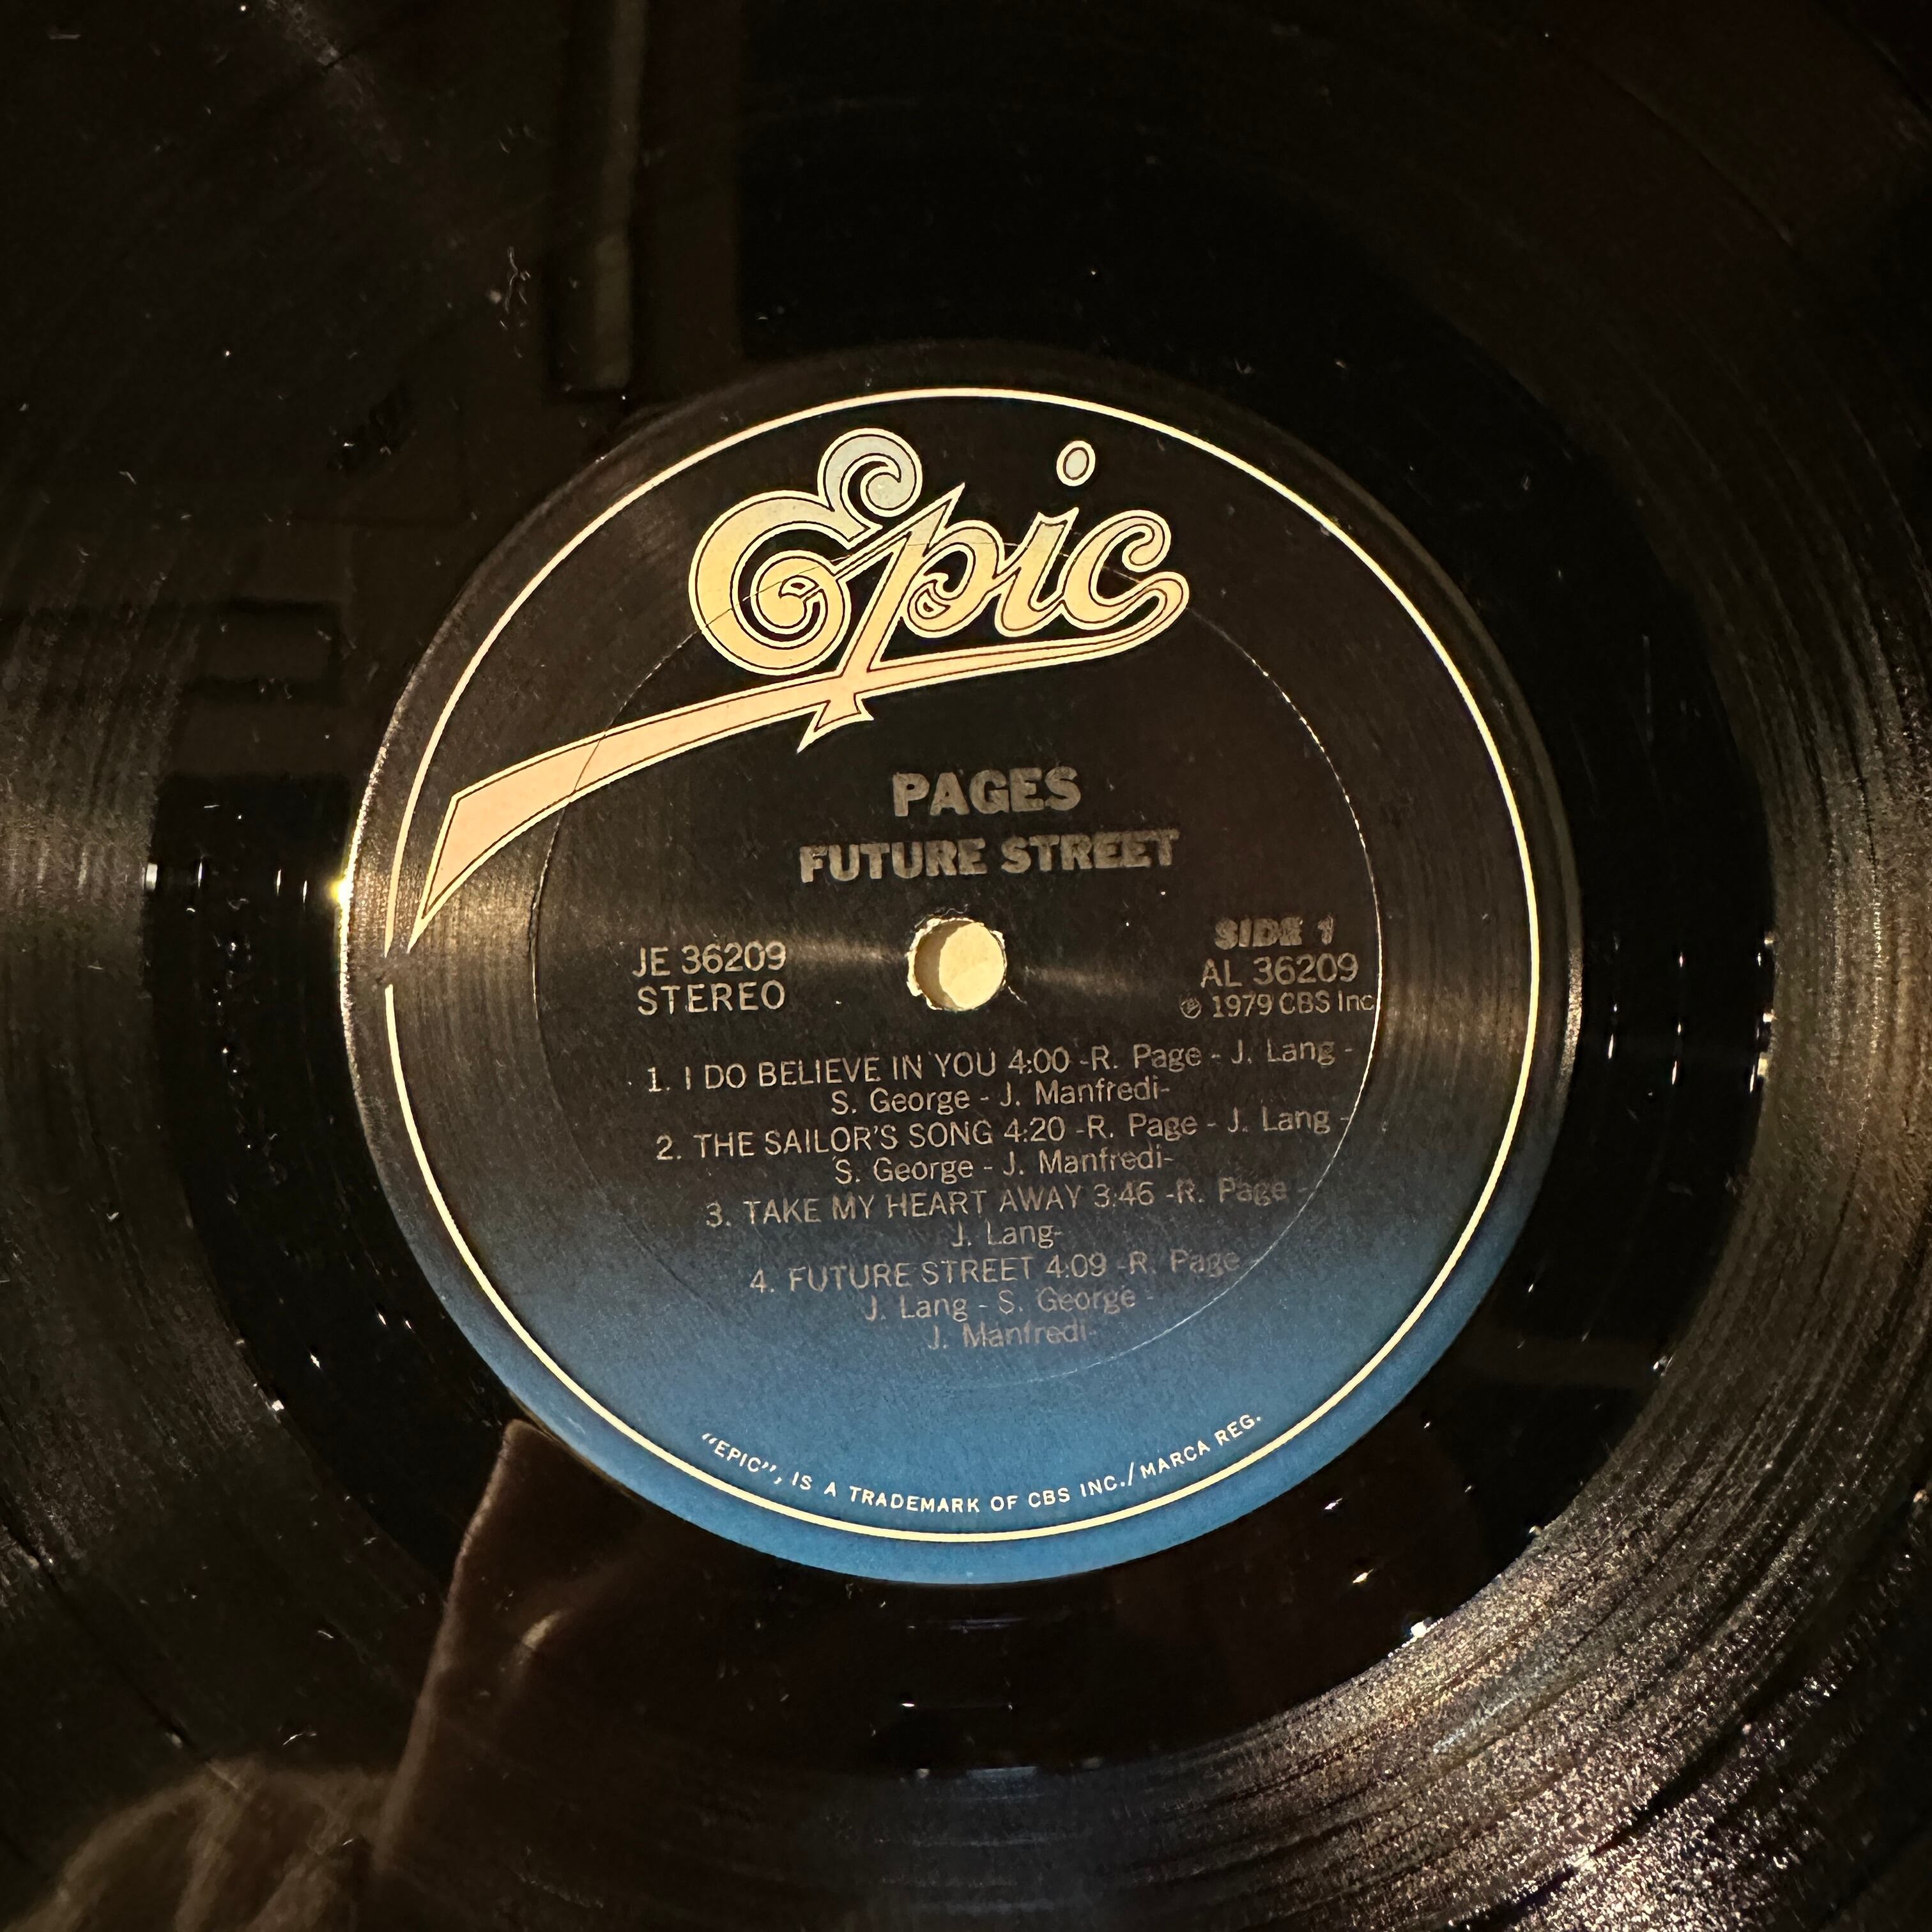 Epic
PAGES
FUTURE STREET
JE 36209
STEREO
SIDE 1
AL 36209
℗ 1979 CBS Inc
1. I DO BELIEVE IN YOU 4:00 -R. Page - J. Lang -
S. George - J. Manfredi-
2. THE SAILOR'S SONG 4:20 -R. Page - J. Lang -
S. George - J. Manfredi-
3. TAKE MY HEART AWAY 3:46 -R. Page -
J. Lang-
4. FUTURE STREET 4:09 -R. Page
J. Lang - S. George -
J. Manfredi-
"EPIC", IS A TRADEMARK OF CBS INC./MARCA REG.